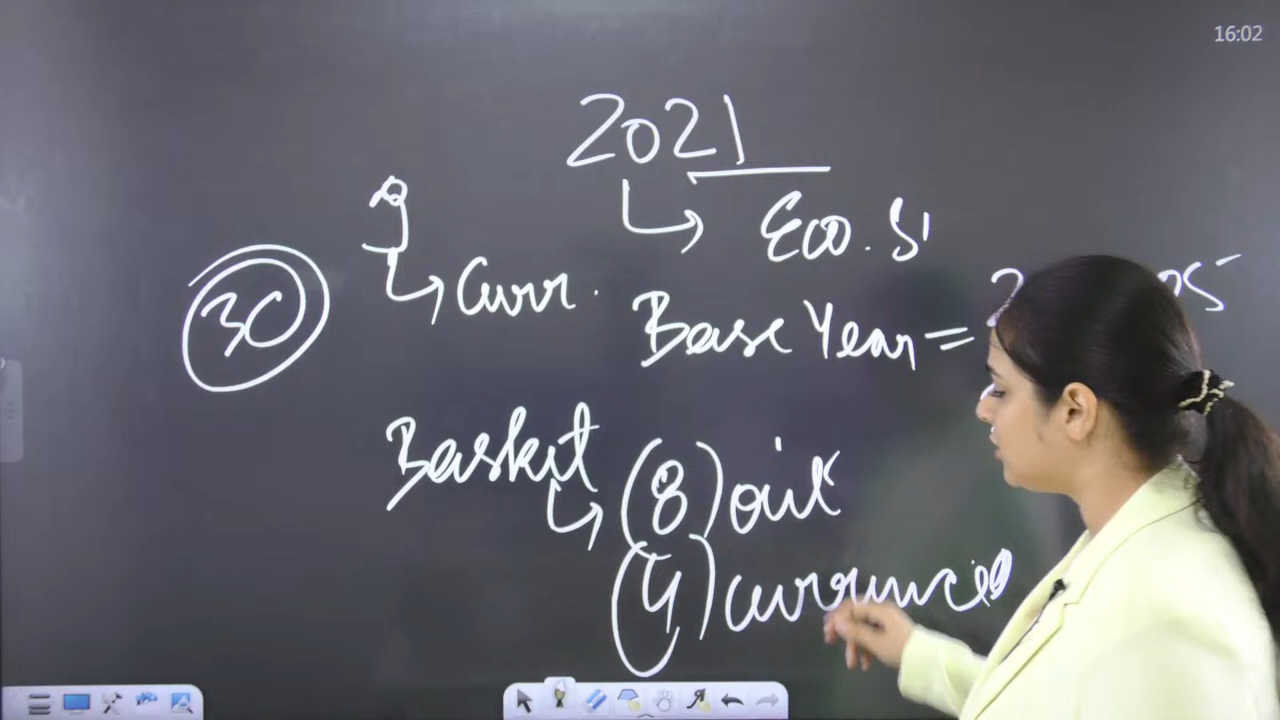 16:02
2021
Eco. S
Curr.
30
Base Year =
Basket
(8) out
(4) currencies